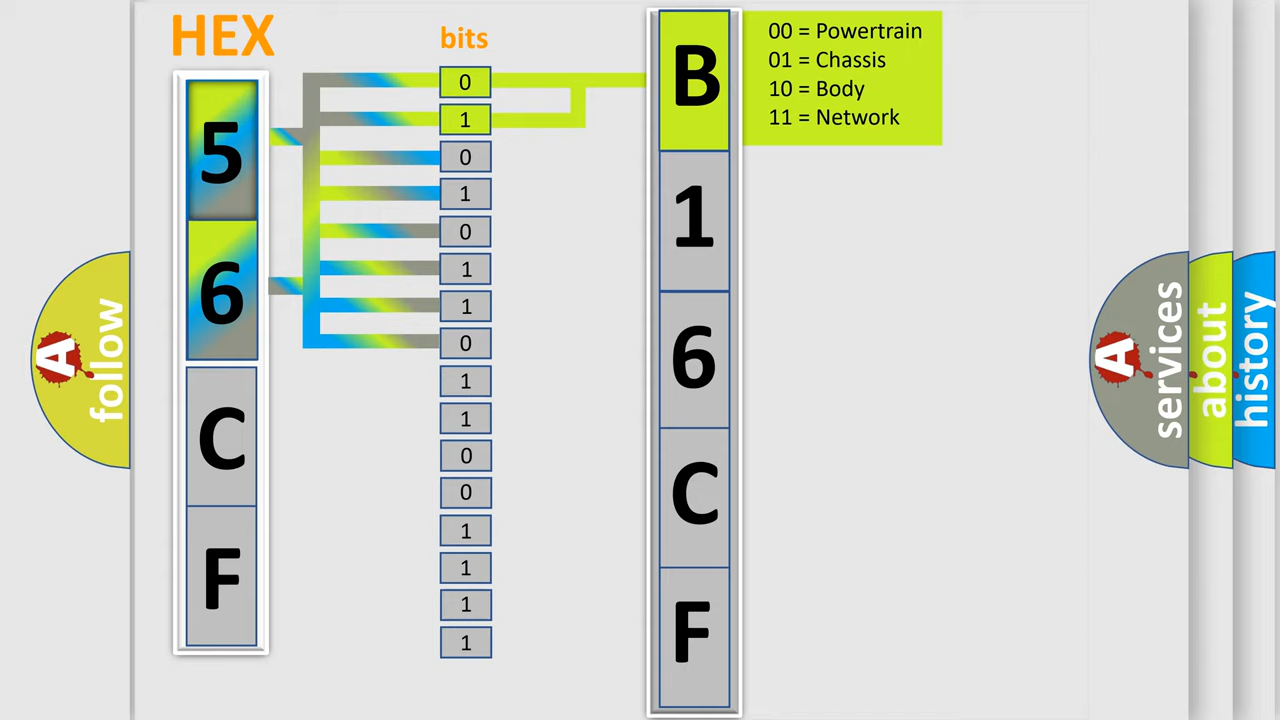 HEX
bits
5
6
C
F
0
1
0
1
0
1
1
0
1
1
0
0
1
1
1
1
B
1
6
C
F
00 = Powertrain
01 = Chassis
10 = Body
11 = Network
A
follow
A
services
about
history